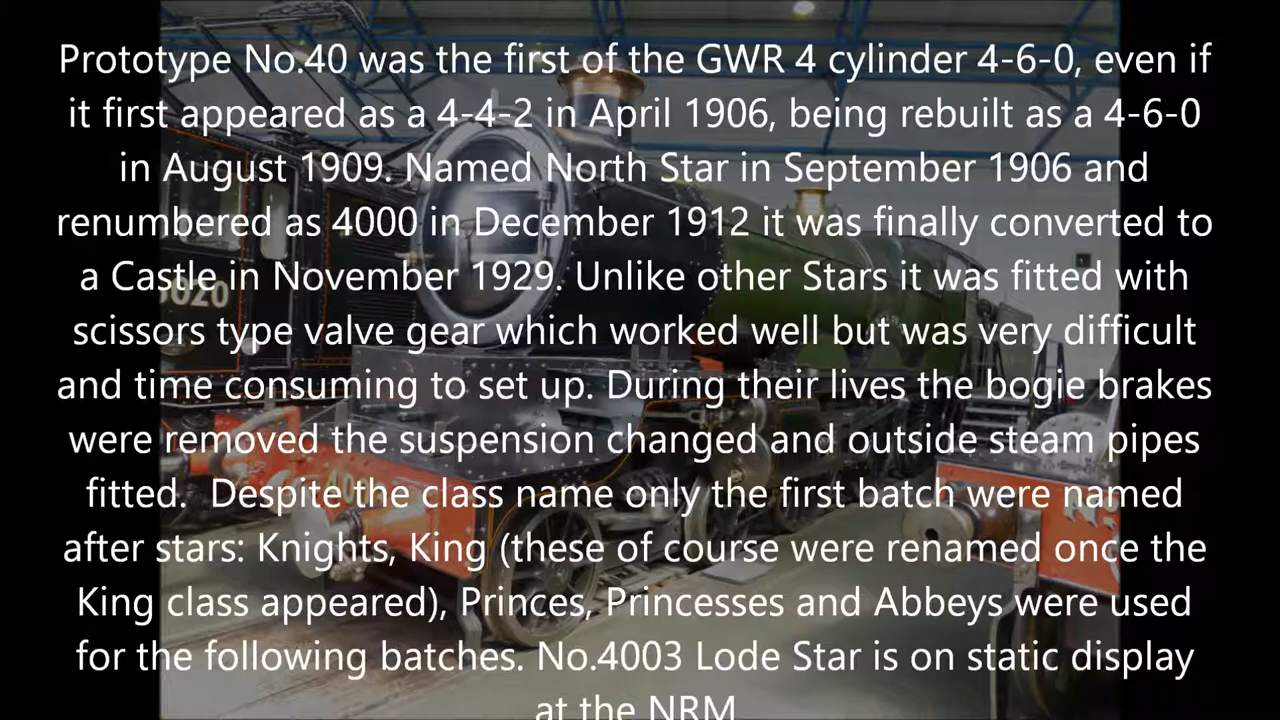 Prototype No.40 was the first of the GWR 4 cylinder 4-6-0, even if
it first appeared as a 4-4-2 in April 1906, being rebuilt as a 4-6-0
in August 1909. Named North Star in September 1906 and
renumbered as 4000 in December 1912 it was finally converted to
a Castle in November 1929. Unlike other Stars it was fitted with
scissors type valve gear which worked well but was very difficult
and time consuming to set up. During their lives the bogie brakes
were removed the suspension changed and outside steam pipes
fitted.  Despite the class name only the first batch were named
after stars: Knights, King (these of course were renamed once the
King class appeared), Princes, Princesses and Abbeys were used
for the following batches. No.4003 Lode Star is on static display
at the NRM